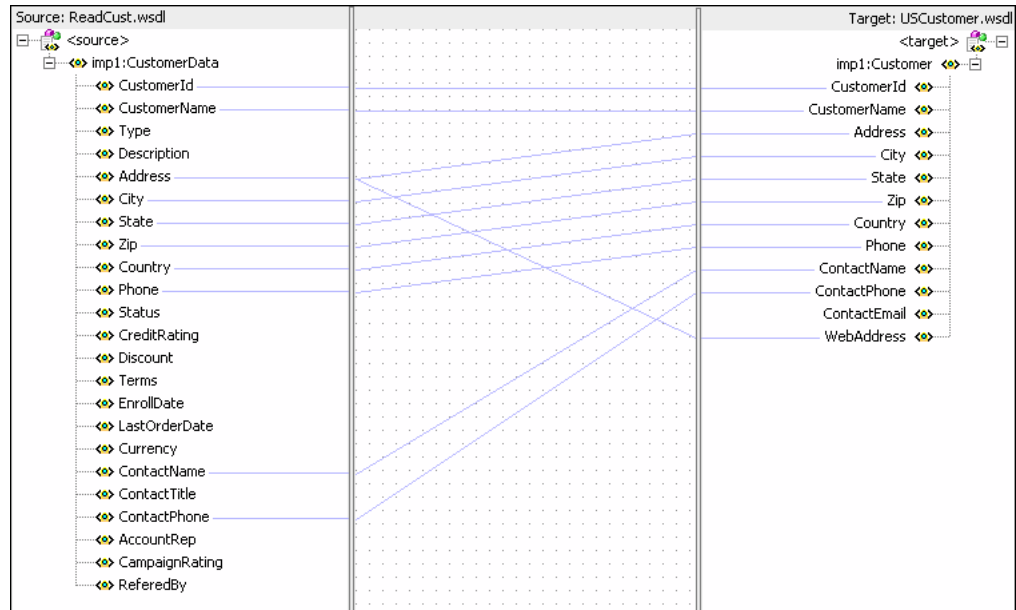 Source: ReadCust.wsdl
<source>
imp1:CustomerData
CustomerId
CustomerName
Type
Description
Address
City
State
Zip
Country
Phone
Status
CreditRating
Discount
Terms
EnrollDate
LastOrderDate
Currency
ContactName
ContactTitle
ContactPhone
AccountRep
CampaignRating
ReferedBy
Target: USCustomer.wsdl
<target>
imp1:Customer
CustomerId
CustomerName
Address
City
State
Zip
Country
Phone
ContactName
ContactPhone
ContactEmail
WebAddress